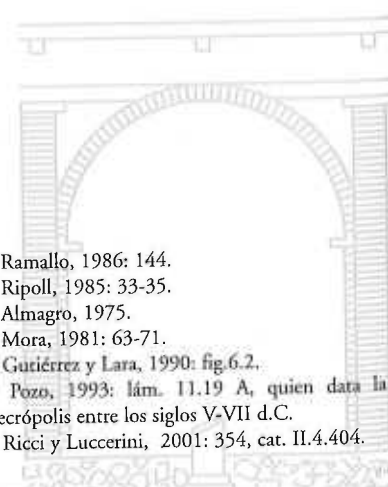 Ramallo, 1986: 144.
Ripoll, 1985: 33-35.
Almagro, 1975.
Mora, 1981: 63-71.
Gutiérrez y Lara, 1990: fig.6.2.
Pozo, 1993: lám. 11.19 A, quien data la
ecrópolis entre los siglos V-VII d.C.
Ricci y Luccerini, 2001: 354, cat. II.4.404.